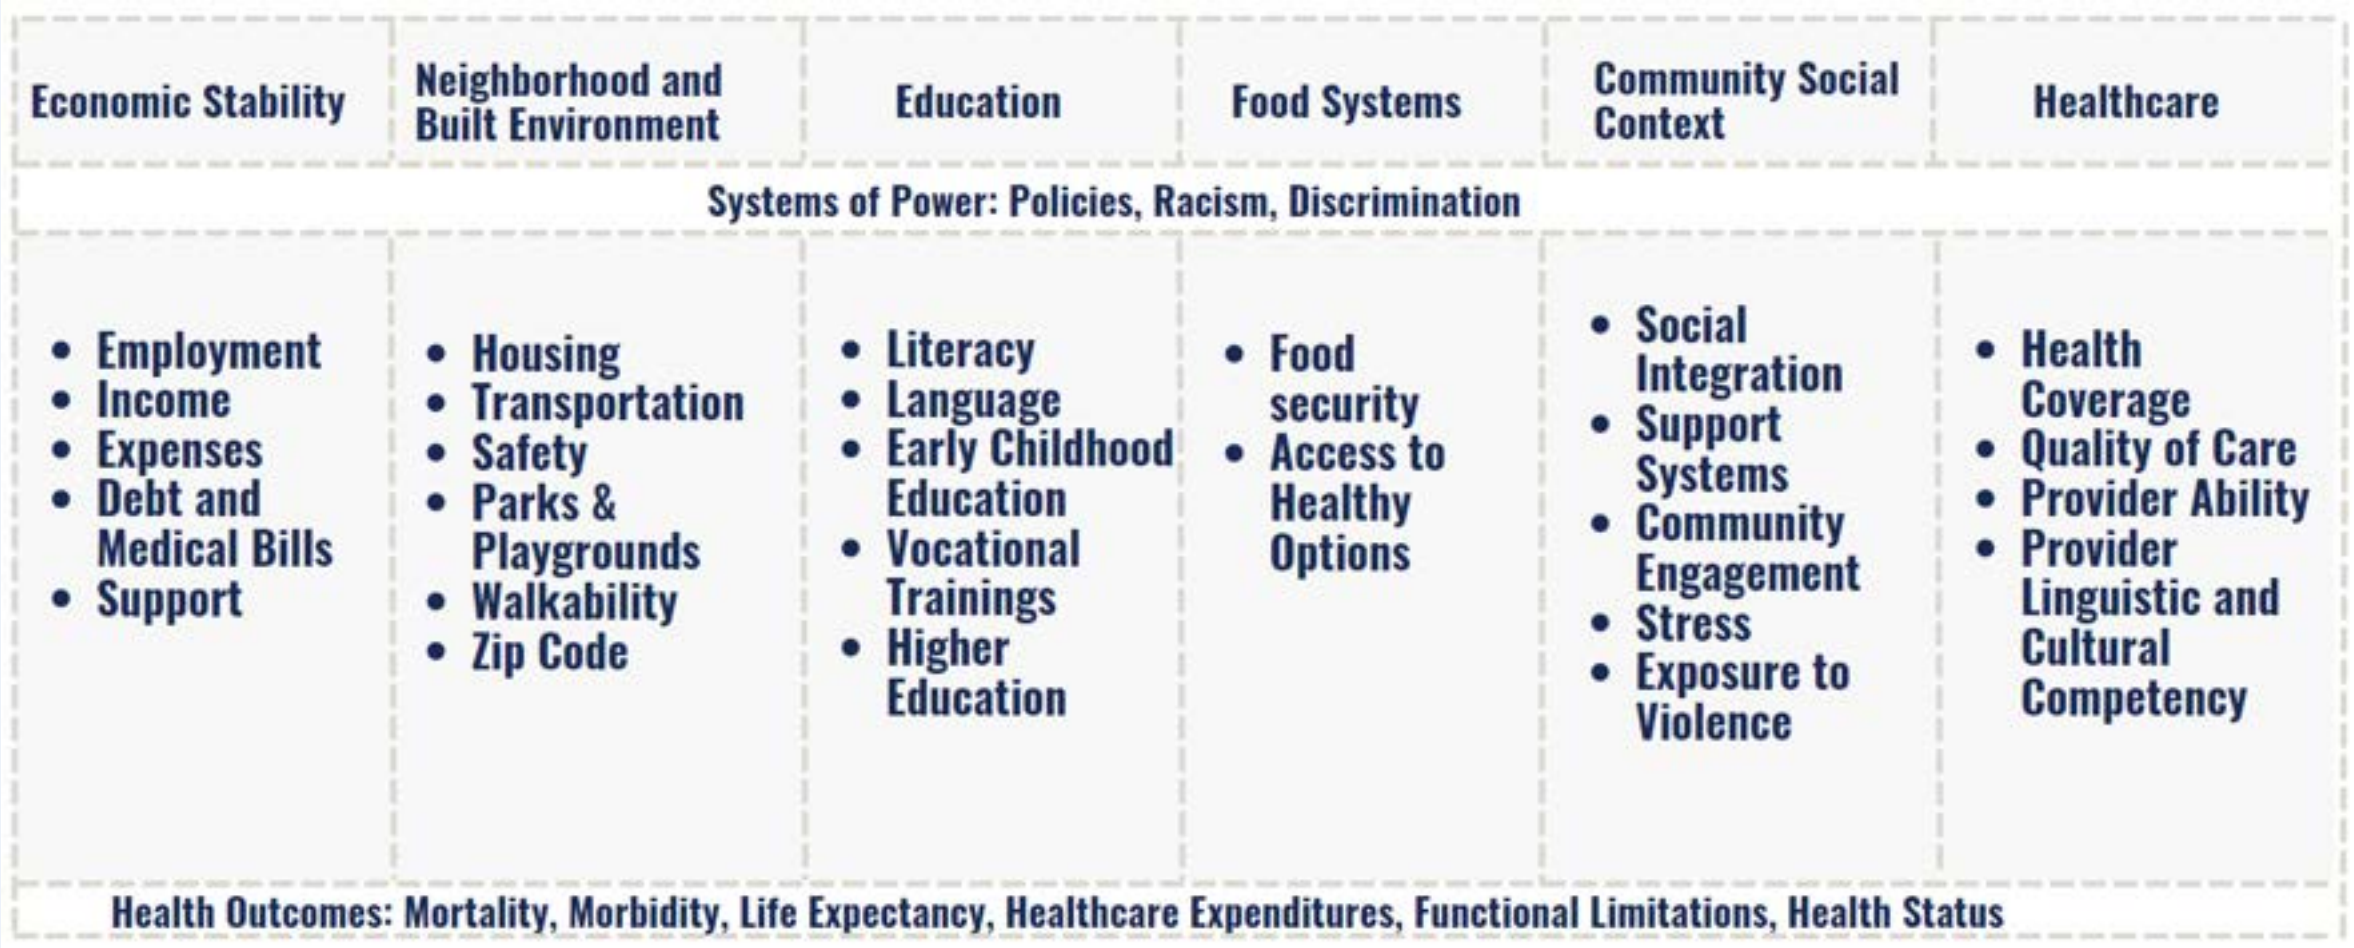 Economic Stability
Neighborhood and
Built Environment
Education
Food Systems
Community Social
Context
Healthcare
Systems of Power: Policies, Racism, Discrimination
• Employment
• Income
• Expenses
• Debt and
Medical Bills
• Support
• Housing
• Transportation
• Safety
• Parks &
Playgrounds
• Walkability
• Zip Code
• Literacy
• Language
• Early Childhood
Education
• Vocational
Trainings
• Higher
Education
• Food
security
• Access to
Healthy
Options
• Social
Integration
• Support
Systems
• Community
Engagement
• Stress
• Exposure to
Violence
• Health
Coverage
• Quality of Care
• Provider Ability
• Provider
Linguistic and
Cultural
Competency
Health Outcomes: Mortality, Morbidity, Life Expectancy, Healthcare Expenditures, Functional Limitations, Health Status